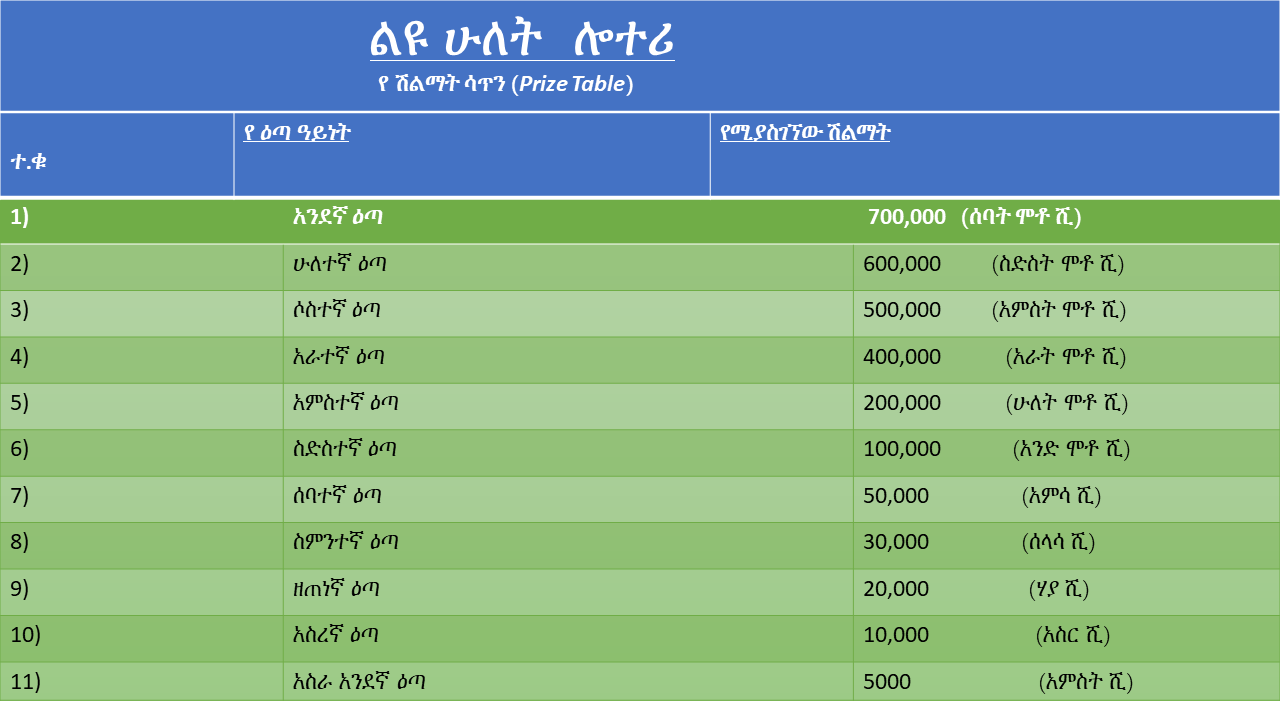 ልዩ ሁለት ሎተሪ
የ ሽልማት ሳጥን (Prize Table)
ተ.ቁ የ ዕጣ ዓይነት የሚያስገኘው ሽልማት
1) አንደኛ ዕጣ 700,000 (ሰባት ሞቶ ሺ)
2) ሁለተኛ ዕጣ 600,000 (ስድስት ሞቶ ሺ)
3) ሶስተኛ ዕጣ 500,000 (አምስት ሞቶ ሺ)
4) አራተኛ ዕጣ 400,000 (አራት ሞቶ ሺ)
5) አምስተኛ ዕጣ 200,000 (ሁለት ሞቶ ሺ)
6) ስድስተኛ ዕጣ 100,000 (አንድ ሞቶ ሺ)
7) ሰባተኛ ዕጣ 50,000 (አምሳ ሺ)
8) ስምንተኛ ዕጣ 30,000 (ሰላሳ ሺ)
9) ዘጠነኛ ዕጣ 20,000 (ሃያ ሺ)
10) አስረኛ ዕጣ 10,000 (አስር ሺ)
11) አስራ አንደኛ ዕጣ 5000 (አምስት ሺ)